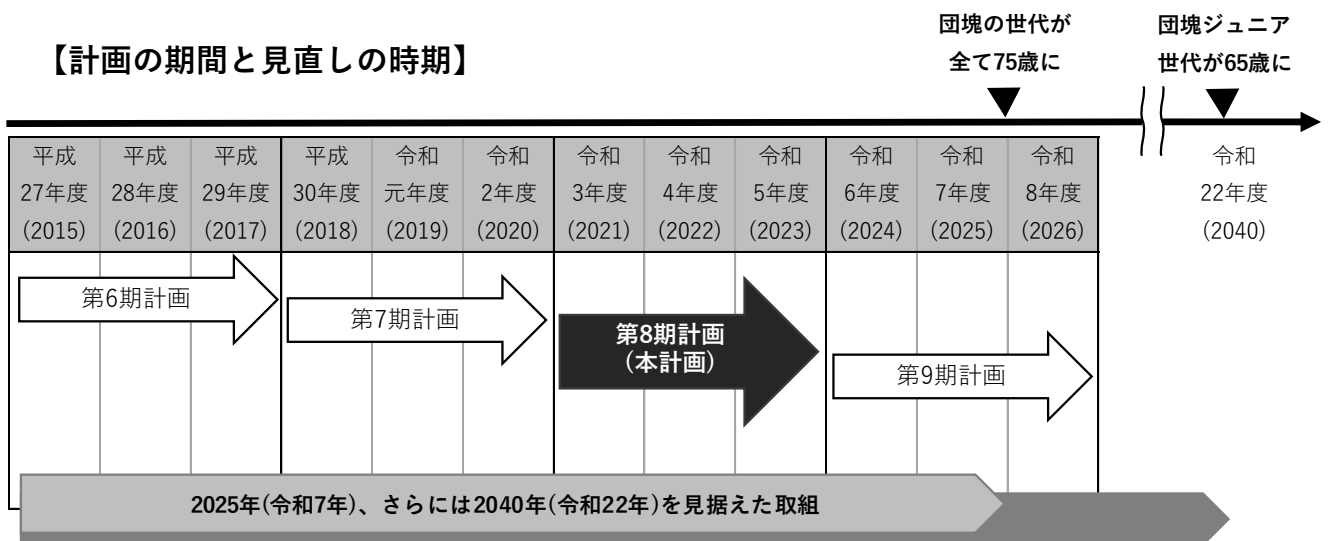 【計画の期間と見直しの時期】
団塊の世代が
全て75歳に
団塊ジュニア
世代が65歳に
平成
27年度
(2015)
平成
28年度
(2016)
平成
29年度
(2017)
平成
30年度
(2018)
令和
元年度
(2019)
令和
2年度
(2020)
令和
3年度
(2021)
令和
4年度
(2022)
令和
5年度
(2023)
令和
6年度
(2024)
令和
7年度
(2025)
令和
8年度
(2026)
令和
22年度
(2040)
第6期計画
第7期計画
第8期計画
(本計画)
第9期計画
2025年(令和7年)、さらには2040年(令和22年)を見据えた取組